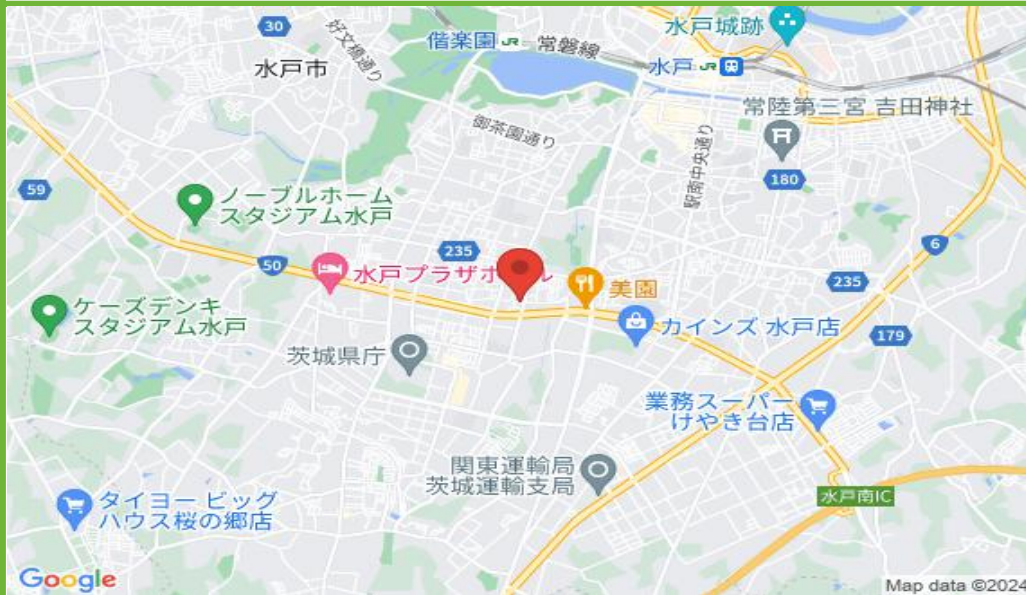 30
好文橋通り
偕楽園 JR 常磐線
水戸城跡
水戸市
水戸 JR
御茶園通り
駅南中央通り
常陸第三宮 吉田神社
180
59
ノーブルホーム
スタジアム水戸
235
50
6
水戸プラザホ
ル
美園
235
ケーズデンキ
スタジアム水戸
カインズ 水戸店
179
茨城県庁
業務スーパー
けやき台店
関東運輸局
茨城運輸支局
水戸南IC
タイヨー ビッグ
ハウス桜の郷店
Google
Map data ©2024